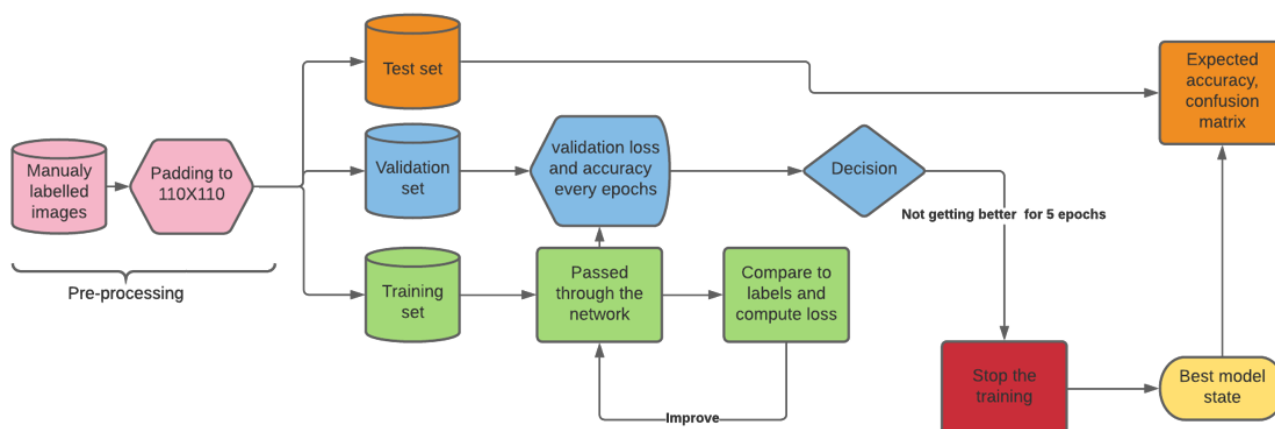 Manualy
labelled
images
Padding to
110X110
Pre-processing
Test set
Validation
set
Training
set
validation loss
and accuracy
every epochs
Passed
through the
network
Compare to
labels and
compute loss
Improve
Decision
Not getting better for 5 epochs
Stop the
training
Best model
state
Expected
accuracy,
confusion
matrix